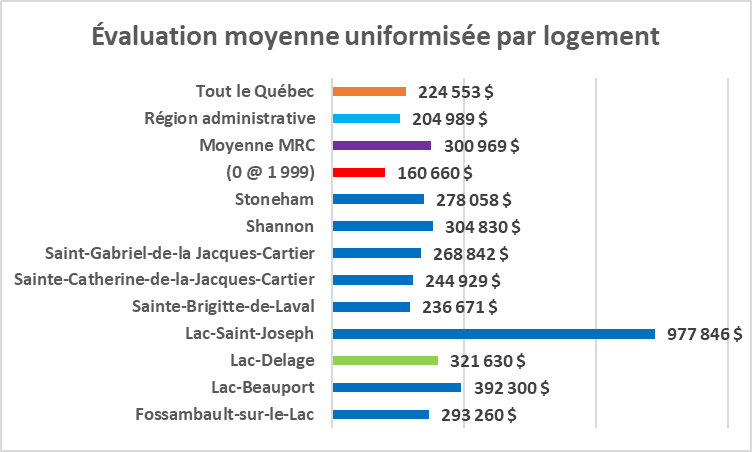 Évaluation moyenne uniformisée par logement
Tout le Québec 224 553 $
Région administrative 204 989 $
Moyenne MRC 300 969 $
(0 @ 1 999) 160 660 $
Stoneham 278 058 $
Shannon 304 830 $
Saint-Gabriel-de-la Jacques-Cartier 268 842 $
Sainte-Catherine-de-la-Jacques-Cartier 244 929 $
Sainte-Brigitte-de-Laval 236 671 $
Lac-Saint-Joseph 977 846 $
Lac-Delage 321 630 $
Lac-Beauport 392 300 $
Fossambault-sur-le-Lac 293 260 $